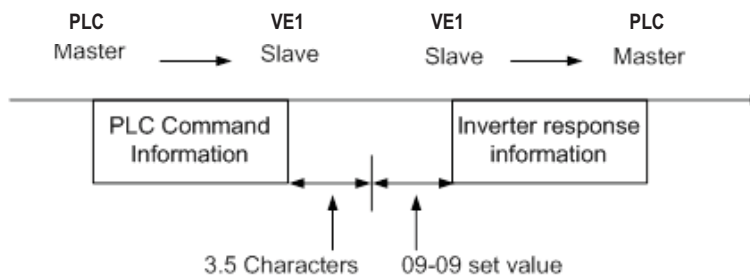 PLC VE1 VE1 PLC
Master Slave Slave Master
PLC Command
Information
Inverter response
information
3.5 Characters 09-09 set value